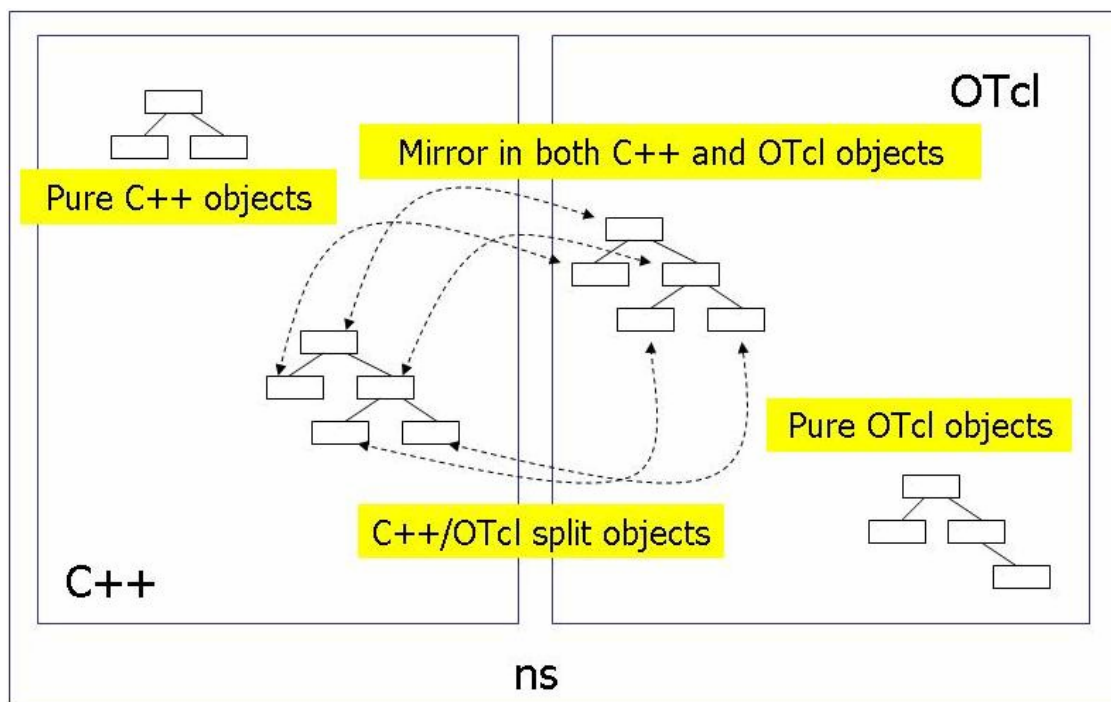 OTcl
Mirror in both C++ and OTcl objects
Pure C++ objects
Pure OTcl objects
C++/OTcl split objects
C++
ns